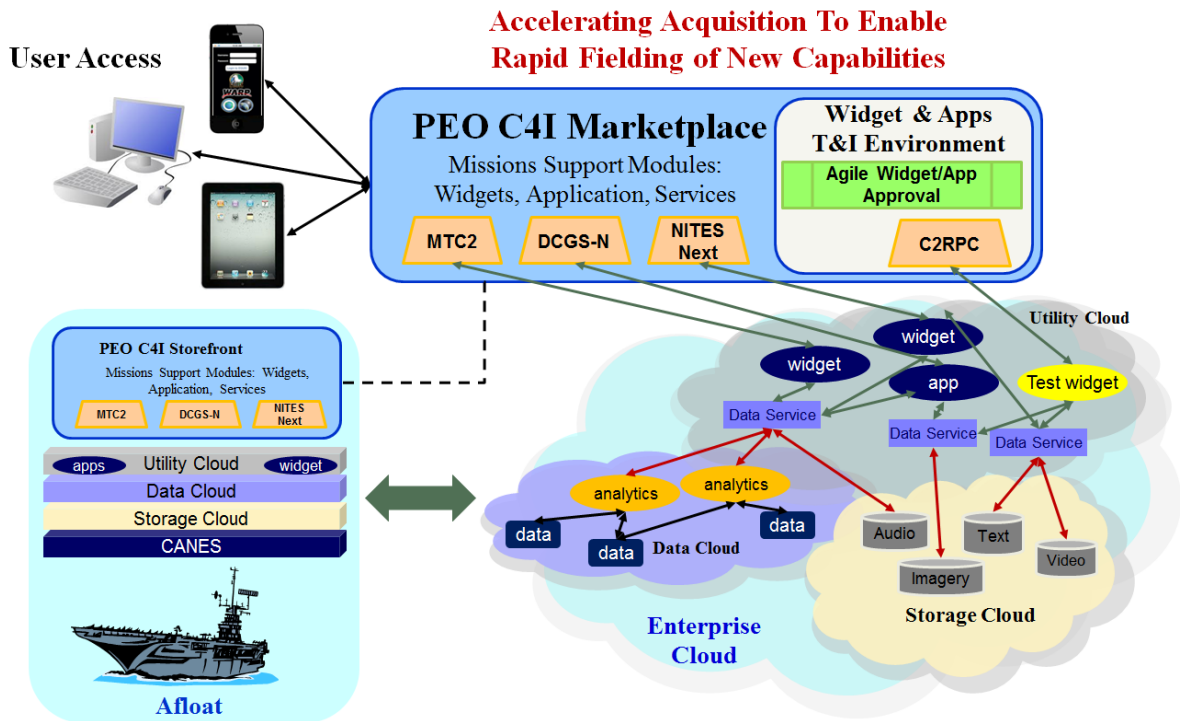 Accelerating Acquisition To Enable
Rapid Fielding of New Capabilities
User Access
WARP
PEO C4I Marketplace
Missions Support Modules:
Widgets, Application, Services
MTC2
DCGS-N
NITES
Next
Widget & Apps
T&I Environment
Agile Widget/App
Approval
C2RPC
PEO C4I Storefront
Missions Support Modules: Widgets,
Application, Services
MTC2
DCGS-N
NITES
Next
apps
Utility Cloud
widget
Data Cloud
Storage Cloud
CANES
Afloat
Utility Cloud
widget
widget
app
Test widget
Data Service
Data Service
Data Service
analytics
analytics
data
data
data
Data Cloud
Audio
Text
Imagery
Video
Storage Cloud
Enterprise
Cloud